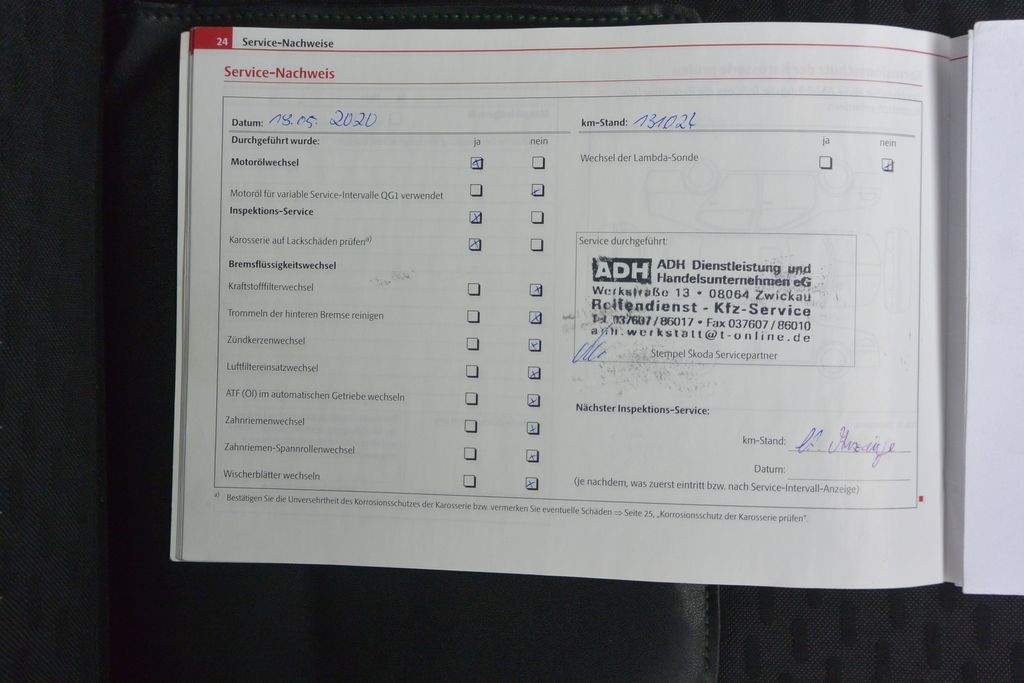 24 Service-Nachweise
Service-Nachweis
Datum: 18.05. 2020
km-Stand: 131024
Durchgeführt wurde: ja nein
Motorölwechsel
Motoröl für variable Service-Intervalle QG1 verwendet
Inspektions-Service
Karosserie auf Lackschäden prüfen a)
Bremsflüssigkeitswechsel
Kraftstofffilterwechsel
Trommeln der hinteren Bremse reinigen
Zündkerzenwechsel
Luftfiltereinsatzwechsel
ATF (Öl) im automatischen Getriebe wechseln
Zahnriemenwechsel
Zahnriemen-Spannrollenwechsel
Wischerblätter wechseln
ja nein
Wechsel der Lambda-Sonde
Service durchgeführt:
ADH ADH Dienstleistung und
Handelsunternehmen eG
Werkstraße 13 • 08064 Zwickau
Reifendienst - Kfz-Service
Tel. 037607/86017 • Fax 037607/86010
adh.werkstatt@t-online.de
Stempel Škoda Servicepartner
Nächster Inspektions-Service:
km-Stand: lt. Anzeige
Datum:
(je nachdem, was zuerst eintritt bzw. nach Service-Intervall-Anzeige)
a) Bestätigen Sie die Unversehrtheit des Korrosionsschutzes der Karosserie bzw. vermerken Sie eventuelle Schäden ⇒ Seite 25, „Korrosionsschutz der Karosserie prüfen".